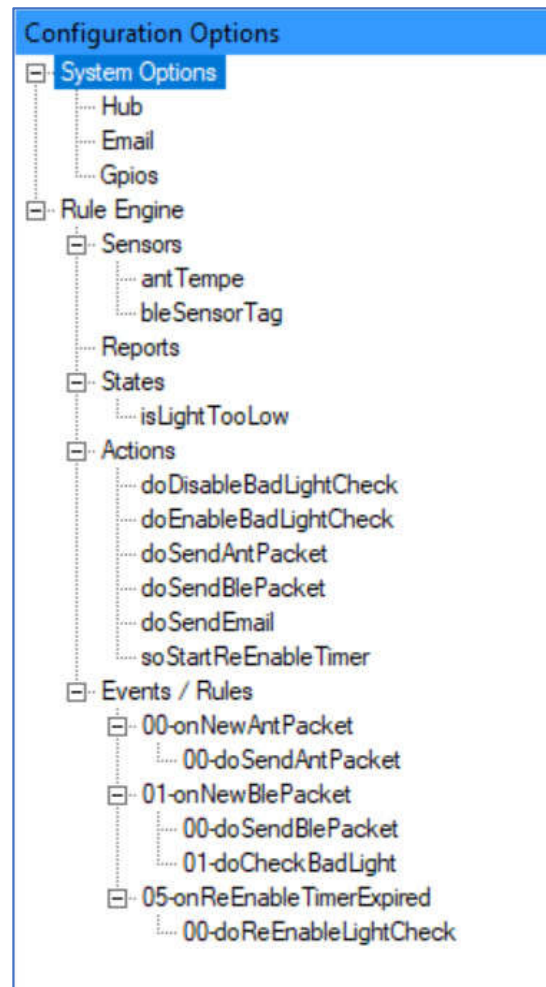 Configuration Options
System Options
Hub
Email
Gpios
Rule Engine
Sensors
antTempe
bleSensorTag
Reports
States
isLightTooLow
Actions
doDisableBadLightCheck
doEnableBadLightCheck
doSendAntPacket
doSendBlePacket
doSendEmail
soStartReEnableTimer
Events / Rules
00-onNewAntPacket
00-doSendAntPacket
01-onNewBlePacket
00-doSendBlePacket
01-doCheckBadLight
05-onReEnableTimerExpired
00-doReEnableLightCheck